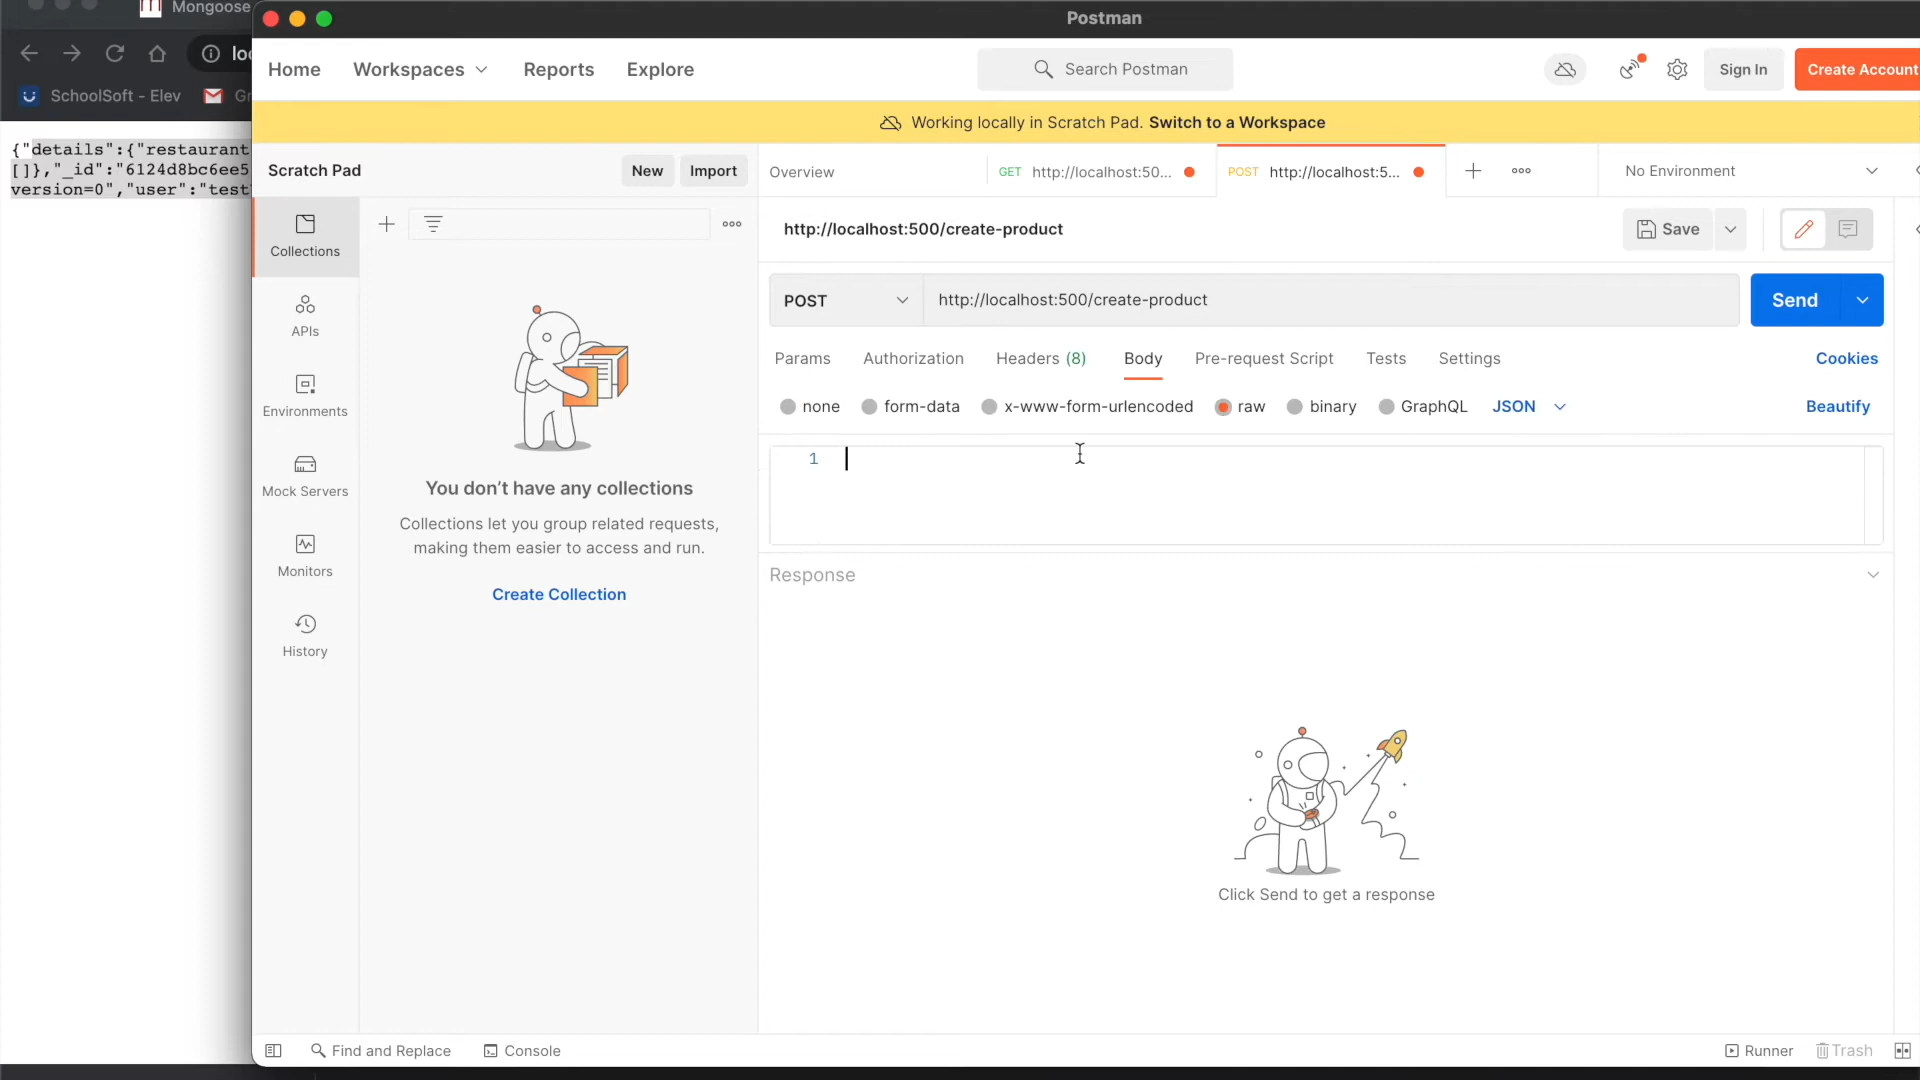 Mongoose
Postman
Home
Workspaces
Reports
Explore
Search Postman
Sign In
Create Account
SchoolSoft - Elev
Working locally in Scratch Pad. Switch to a Workspace
{"details":{"restaurant
[]},"_id":"6124d8bc6ee5
version=0","user":"test
Scratch Pad
New
Import
Overview
GET http://localhost:50...
POST http://localhost:5...
No Environment
Collections
APIs
Environments
Mock Servers
Monitors
History
You don't have any collections
Collections let you group related requests,
making them easier to access and run.
Create Collection
http://localhost:500/create-product
Save
POST
http://localhost:500/create-product
Send
Params
Authorization
Headers (8)
Body
Pre-request Script
Tests
Settings
Cookies
none
form-data
x-www-form-urlencoded
raw
binary
GraphQL
JSON
Beautify
1
Response
Click Send to get a response
Find and Replace
Console
Runner
Trash